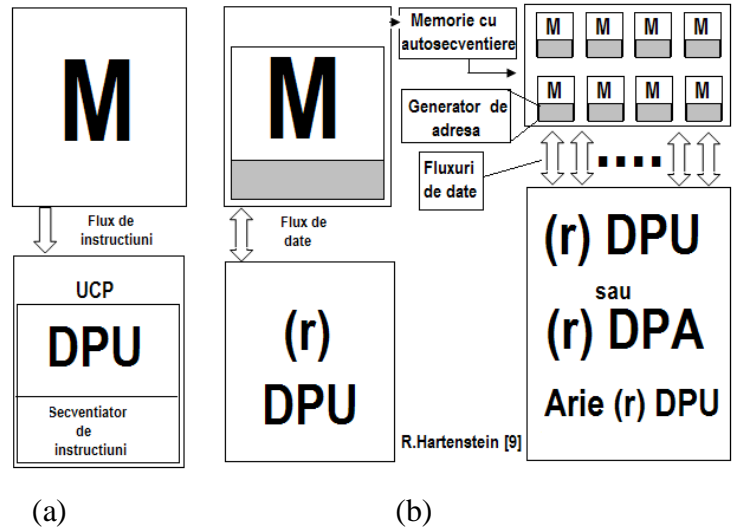 M
Flux de
instructiuni
UCP
DPU
Secventiator
de
instructiuni
(a)
M
Flux de
date
(r)
DPU
Memorie cu
autosecventiere
Generator de
adresa
Fluxuri
de date
M M M M
M M M M
....
(r) DPU
sau
(r) DPA
Arie (r) DPU
R.Hartenstein [9]
(b)